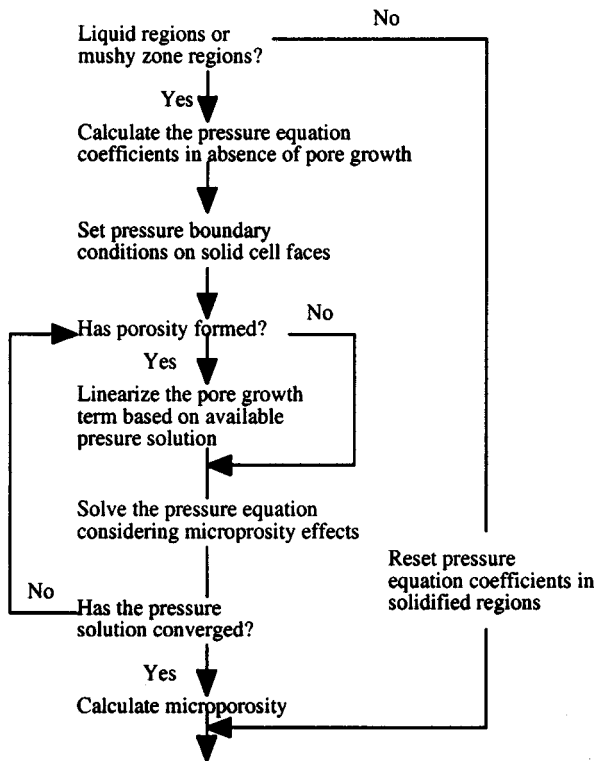 No
Liquid regions or
mushy zone regions?
Yes
Calculate the pressure equation
coefficients in absence of pore growth
Set pressure boundary
conditions on solid cell faces
Has porosity formed?
No
Yes
Linearize the pore growth
term based on available
presure solution
Solve the pressure equation
considering microprosity effects
Reset pressure
equation coefficients in
solidified regions
No
Has the pressure
solution converged?
Yes
Calculate microporosity